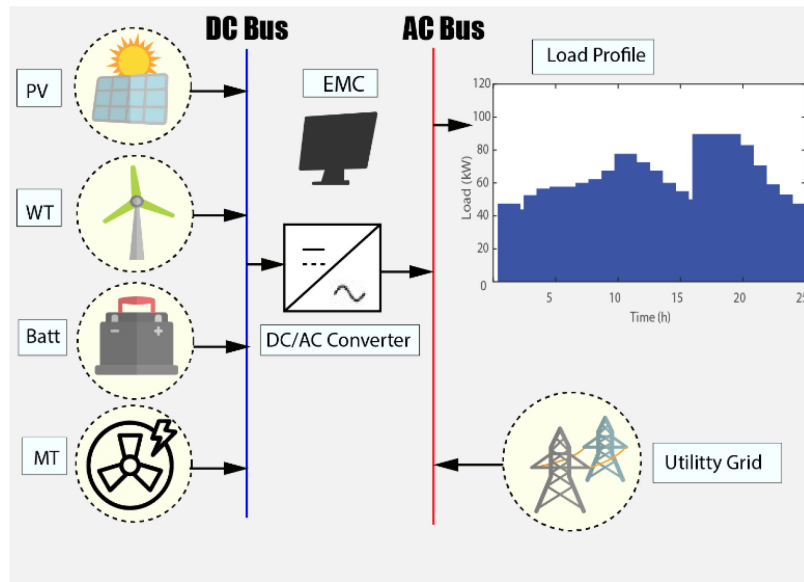 DC Bus
AC Bus
PV
WT
Batt
MT
EMC
DC/AC Converter
Load Profile
120
100
80
60
40
20
0
Load (kW)
5
10
15
20
25
Time (h)
Utilitty Grid